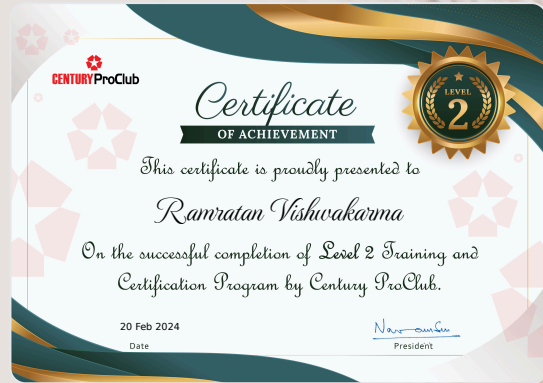 CENTURY ProClub
Certificate
OF ACHIEVEMENT
LEVEL
2
This certificate is proudly presented to
Ramratan Vishwakarma
On the successful completion of Level 2 Training and
Certification Program by Century ProClub.
20 Feb 2024
Date
President